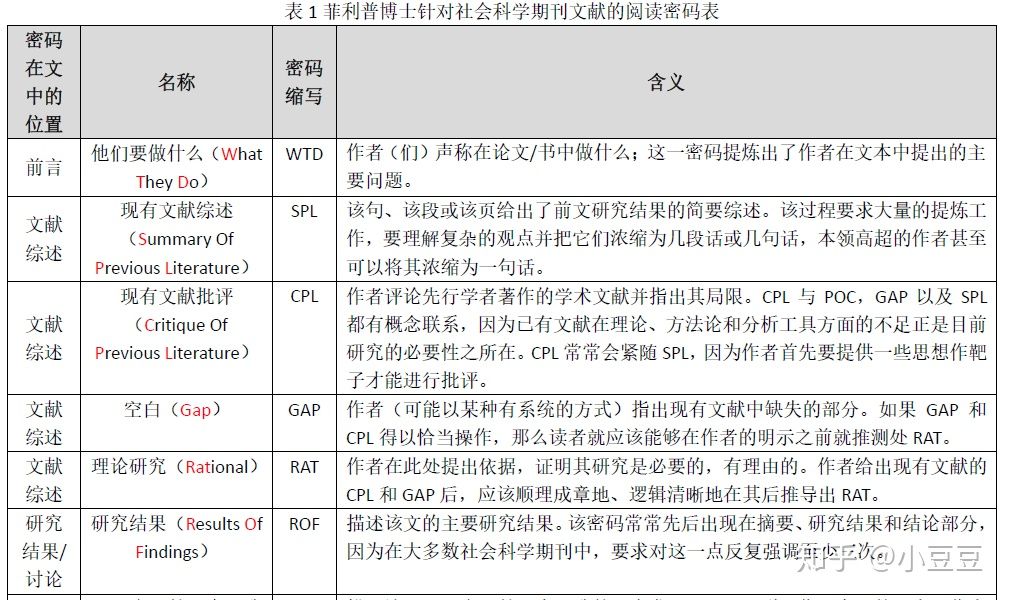 表 1 菲利普博士针对社会科学期刊文献的阅读密码表
密码
在文
中的
位置
名称
密码
缩写
含义
前言
他们要做什么（What
They Do）
WTD
作者（们）声称在论文/书中做什么；这一密码提炼出了作者在文本中提出的主
要问题。
文献
综述
现有文献综述
（Summary Of
Previous Literature）
SPL
该句、该段或该页给出了前文研究结果的简要综述。该过程要求大量的提炼工
作，要理解复杂的观点并把它们浓缩为几段话或几句话，本领高超的作者甚至
可以将其浓缩为一句话。
文献
综述
现有文献批评
（Critique Of
Previous Literature）
CPL
作者评论先行学者著作的学术文献并指出其局限。CPL 与 POC，GAP 以及 SPL
都有概念联系，因为已有文献在理论、方法论和分析工具方面的不足正是目前
研究的必要性之所在。CPL 常常会紧随 SPL，因为作者首先要提供一些思想作靶
子才能进行批评。
文献
综述
空白（Gap）
GAP
作者（可能以某种有系统的方式）指出现有文献中缺失的部分。如果 GAP 和
CPL 得以恰当操作，那么读者就应该能够在作者的明示之前就推测处 RAT。
文献
综述
理论研究（Rational）
RAT
作者在此处提出依据，证明其研究是必要的，有理由的。作者给出现有文献的
CPL 和 GAP 后，应该顺理成章地、逻辑清晰地在其后推导出 RAT。
研究
结果/
讨论
研究结果（Results Of
Findings）
ROF
描述该文的主要研究结果。该密码常常先后出现在摘要、研究结果和结论部分，
因为在大多数社会科学期刊中，要求对这一点反复强调至少三次。
知乎 @小豆豆